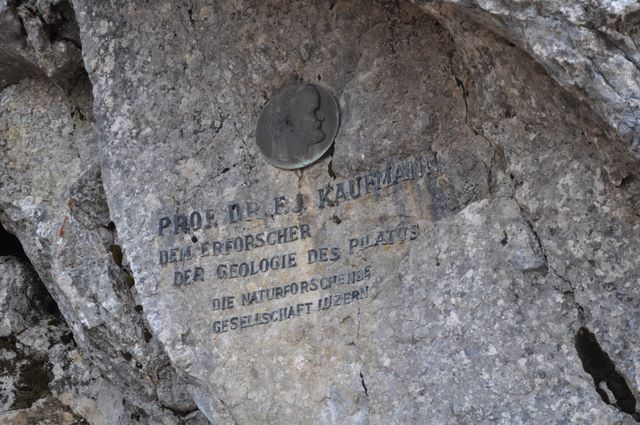 PROF. DR. F. J. KAUFMANN
DEM ERFORSCHER
DER GEOLOGIE DES PILATUS
DIE NATURFORSCHENDE
GESELLSCHAFT LUZERN